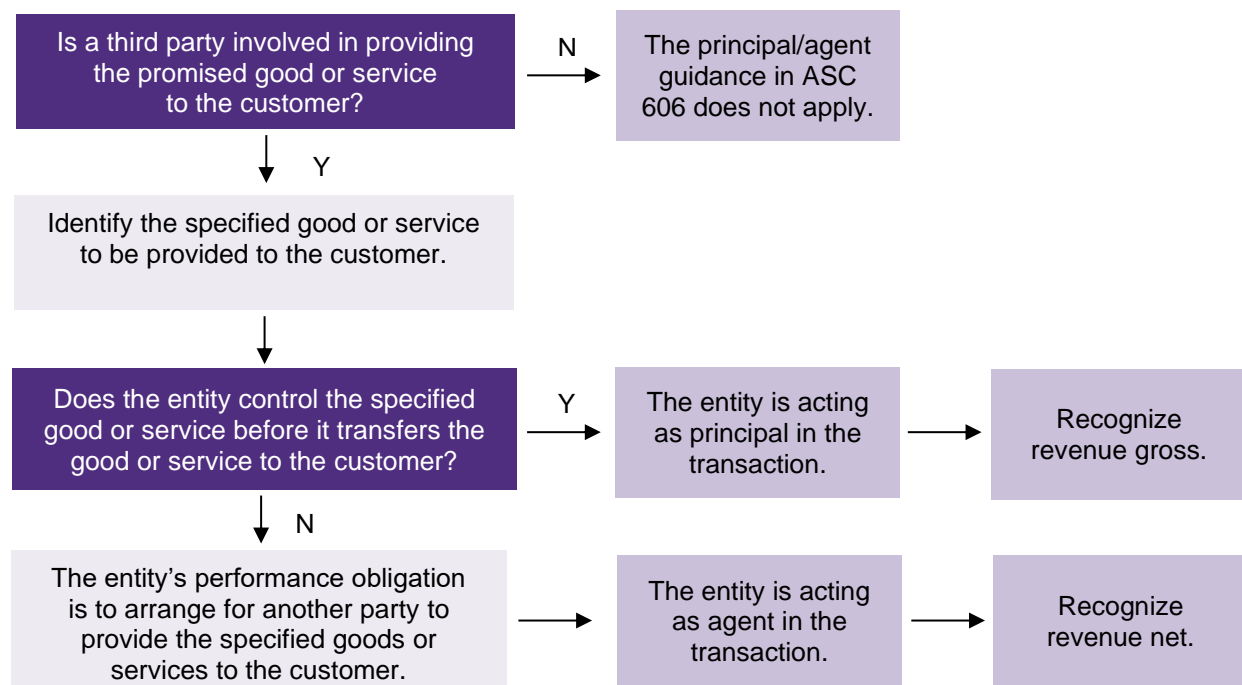 Is a third party involved in providing
the promised good or service
to the customer?
N
The principal/agent
guidance in ASC
606 does not apply.
Y
Identify the specified good or service
to be provided to the customer.
Does the entity control the specified
good or service before it transfers the
good or service to the customer?
Y
The entity is acting
as principal in the
transaction.
Recognize
revenue gross.
N
The entity’s performance obligation
is to arrange for another party to
provide the specified goods or
services to the customer.
The entity is acting
as agent in the
transaction.
Recognize
revenue net.